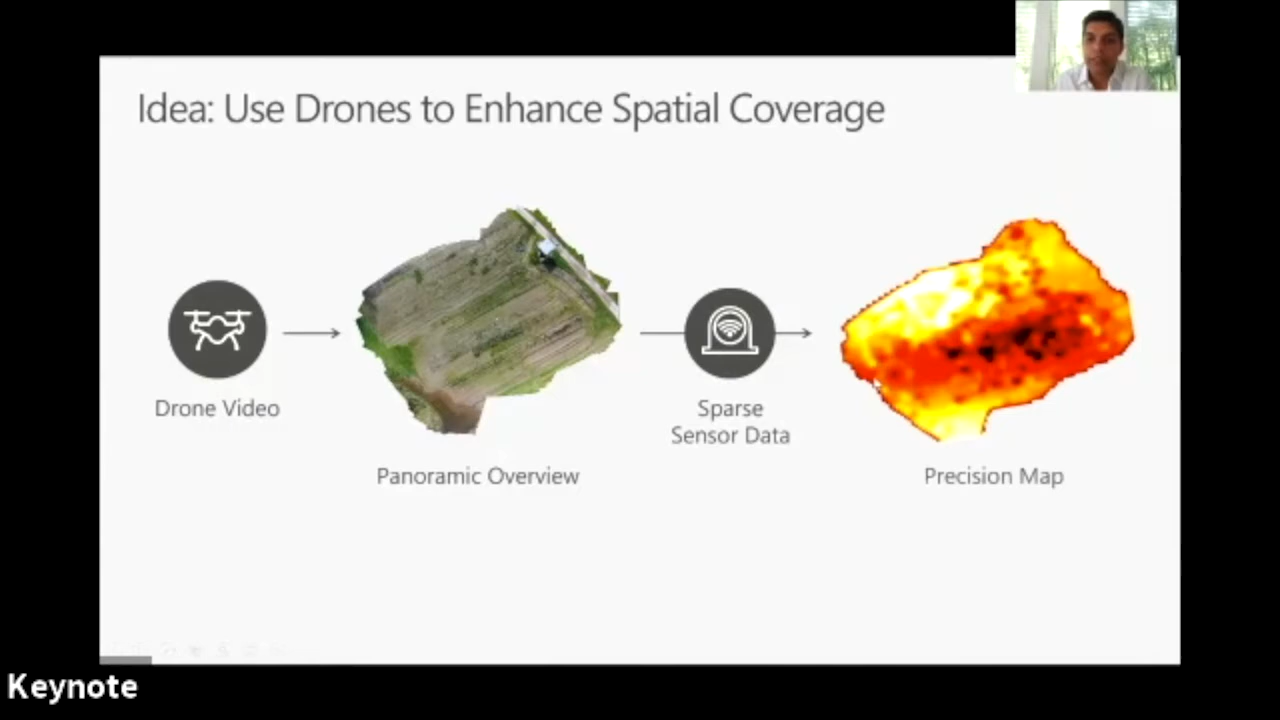 Idea: Use Drones to Enhance Spatial Coverage
Drone Video
Panoramic Overview
Sparse
Sensor Data
Precision Map
Keynote